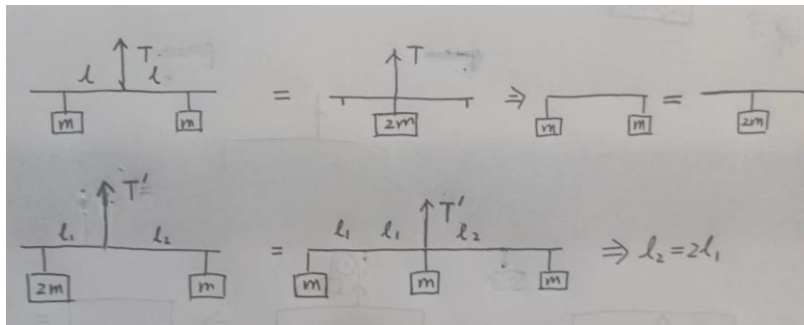 T
l l
= T ⇒ =
m m 2m m m 2m
T'
l₁ l₂ = l₁ l₁ T' l₂ ⇒ l₂=2l₁
2m m m m m